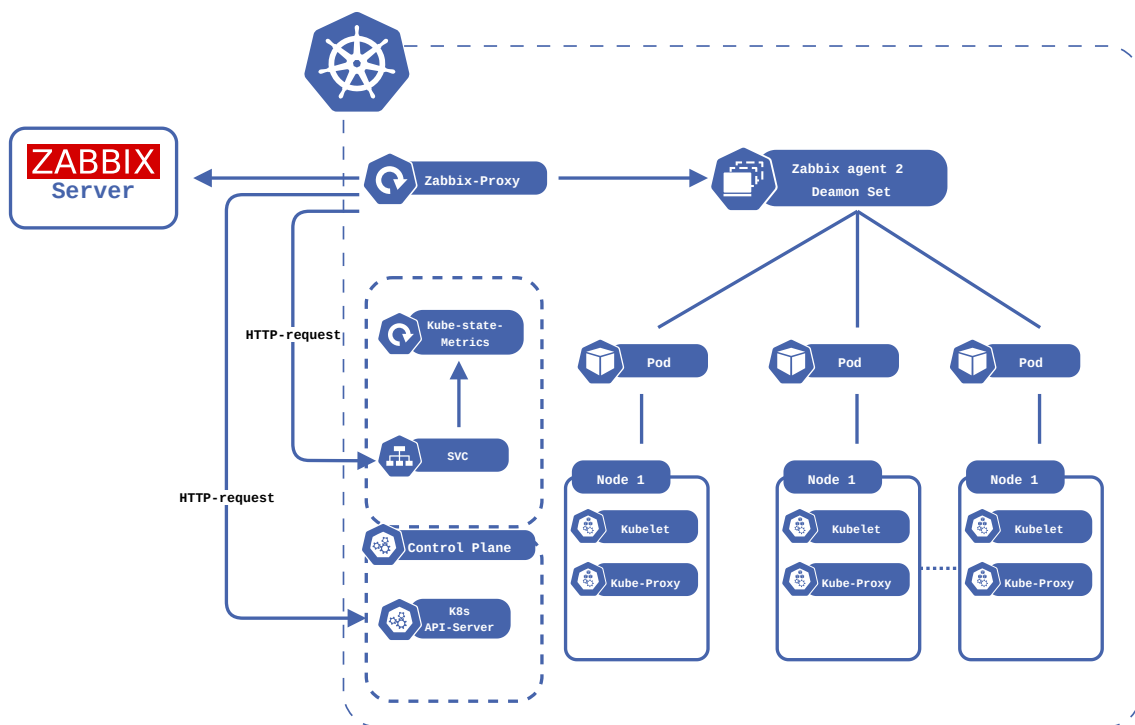 ZABBIX
Server
Zabbix-Proxy
Zabbix agent 2
Deamon Set
HTTP-request
Kube-state-
Metrics
SVC
HTTP-request
Control Plane
K8s
API-Server
Pod
Pod
Pod
Node 1
Kubelet
Kube-Proxy
Node 1
Kubelet
Kube-Proxy
Node 1
Kubelet
Kube-Proxy